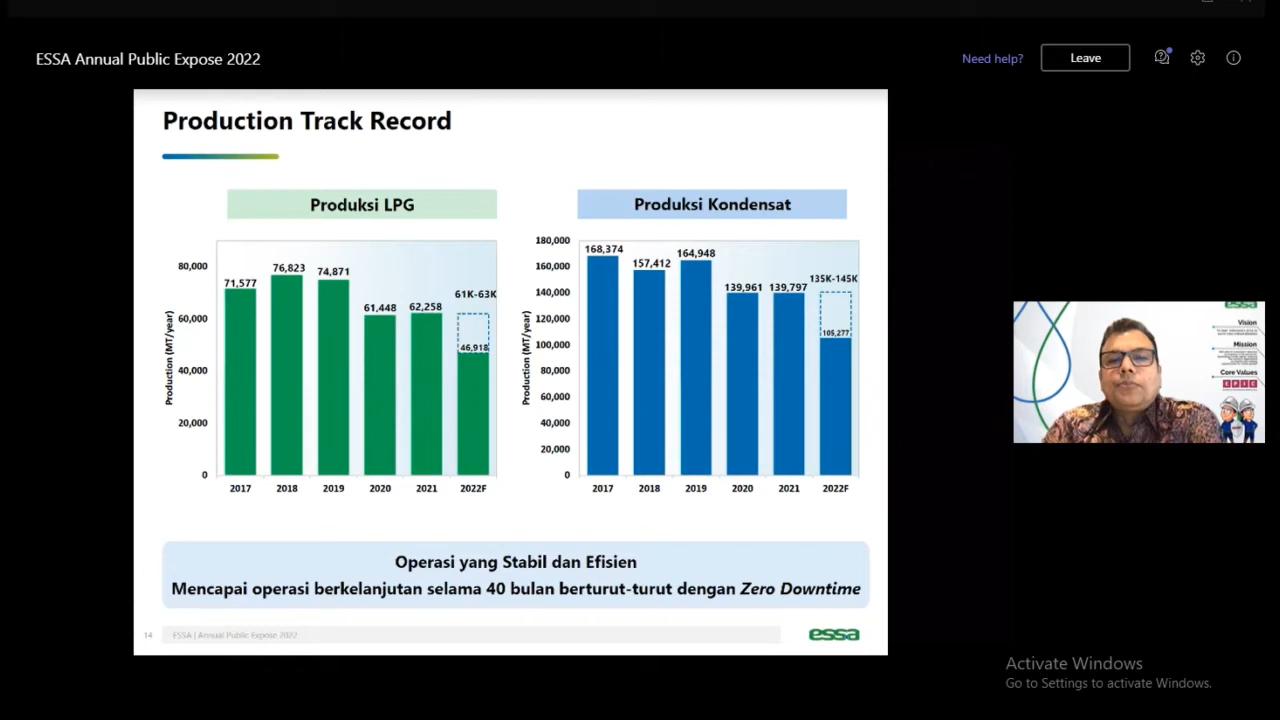 ESSA Annual Public Expose 2022
Need help?
Leave
Production Track Record
Produksi LPG
Production (MT/year)
80,000
60,000
40,000
20,000
0
71,577
76,823
74,871
61,448
62,258
61K-63K
46,918
2017
2018
2019
2020
2021
2022F
Produksi Kondensat
Production (MT/year)
180,000
160,000
140,000
120,000
100,000
80,000
60,000
40,000
20,000
0
168,374
157,412
164,948
139,961
139,797
135K-145K
105,277
2017
2018
2019
2020
2021
2022F
Operasi yang Stabil dan Efisien
Mencapai operasi berkelanjutan selama 40 bulan berturut-turut dengan Zero Downtime
14
ESSA | Annual Public Expose 2022
essa
essa
Vision
Mission
Core Values
EPIC
Activate Windows
Go to Settings to activate Windows.